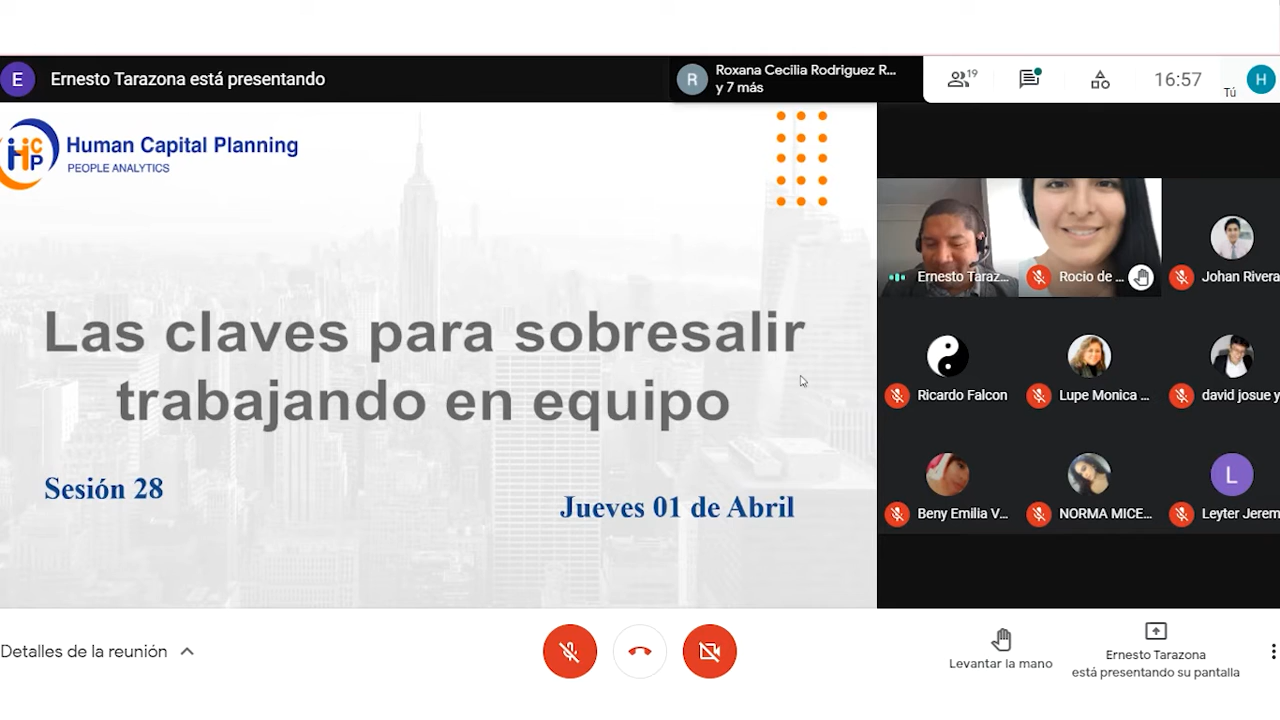 E Ernesto Tarazona está presentando
R Roxana Cecilia Rodriguez R...
y 7 más
19
16:57
Tú
H
HCP
Human Capital Planning
PEOPLE ANALYTICS
Las claves para sobresalir
trabajando en equipo
Sesión 28
Jueves 01 de Abril
Ernesto Taraz...
Rocio de ...
Johan Rivera
Ricardo Falcon
Lupe Monica ...
david josue y
L
Beny Emilia V...
NORMA MICE...
Leyter Jerem
Detalles de la reunión
Levantar la mano
Ernesto Tarazona
está presentando su pantalla